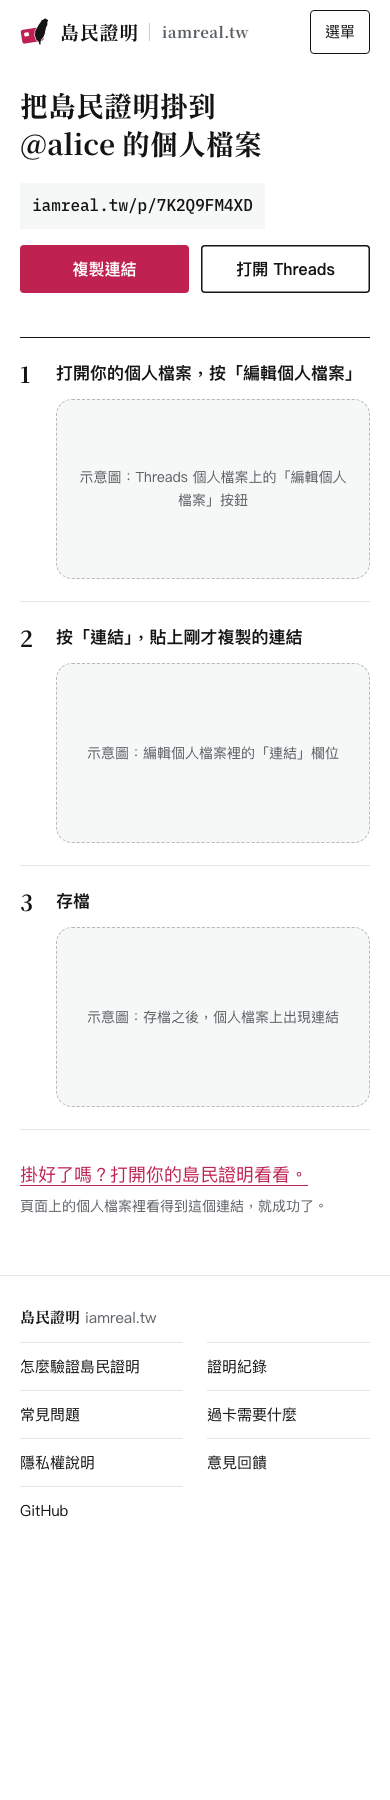 島民證明 iamreal.tw 選單
把島民證明掛到
@alice 的個人檔案
iamreal.tw/p/7K2Q9FM4XD
複製連結 打開 Threads
1 打開你的個人檔案，按「編輯個人檔案」
示意圖：Threads 個人檔案上的「編輯個人
檔案」按鈕
2 按「連結」，貼上剛才複製的連結
示意圖：編輯個人檔案裡的「連結」欄位
3 存檔
示意圖：存檔之後，個人檔案上出現連結
掛好了嗎？打開你的島民證明看看。
頁面上的個人檔案裡看得到這個連結，就成功了。
島民證明 iamreal.tw
怎麼驗證島民證明 證明紀錄
常見問題 過卡需要什麼
隱私權說明 意見回饋
GitHub